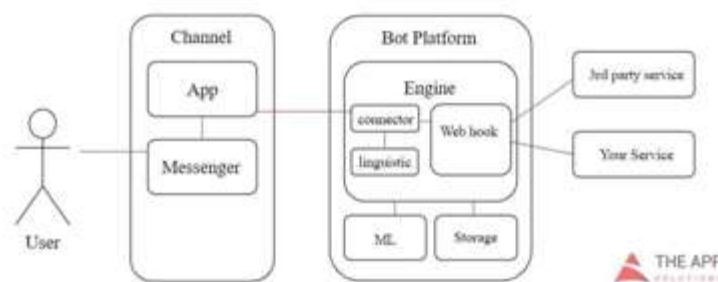 Channel
Bot Platform
App
Engine
3rd party service
connector
Web hook
Messenger
linguistic
Your Service
User
ML
Storage
THE APP
SOLUTIONS